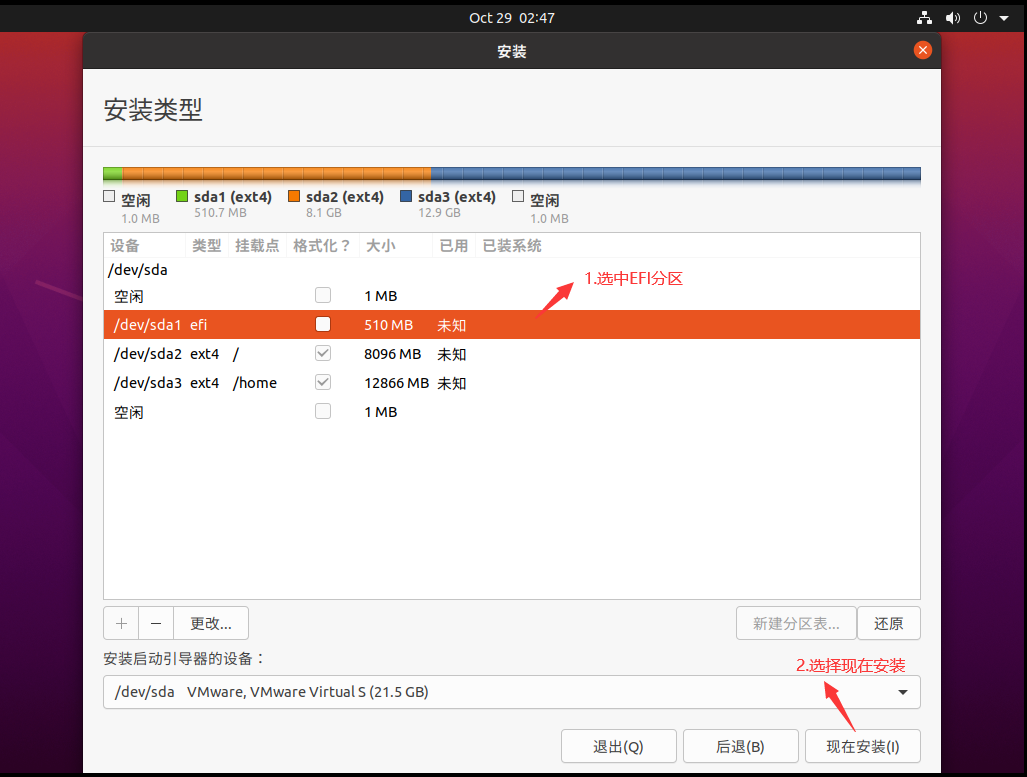 Oct 29 02:47
安装
安装类型
空闲 sda1 (ext4) sda2 (ext4) sda3 (ext4) 空闲
1.0 MB 510.7 MB 8.1 GB 12.9 GB 1.0 MB
设备 类型 挂载点 格式化？ 大小 已用 已装系统
/dev/sda
1.选中EFI分区
空闲 1 MB
/dev/sda1 efi 510 MB 未知
/dev/sda2 ext4 / 8096 MB 未知
/dev/sda3 ext4 /home 12866 MB 未知
空闲 1 MB
+ − 更改... 新建分区表... 还原
安装启动引导器的设备：
2.选择现在安装
/dev/sda VMware, VMware Virtual S (21.5 GB)
退出(Q) 后退(B) 现在安装(I)